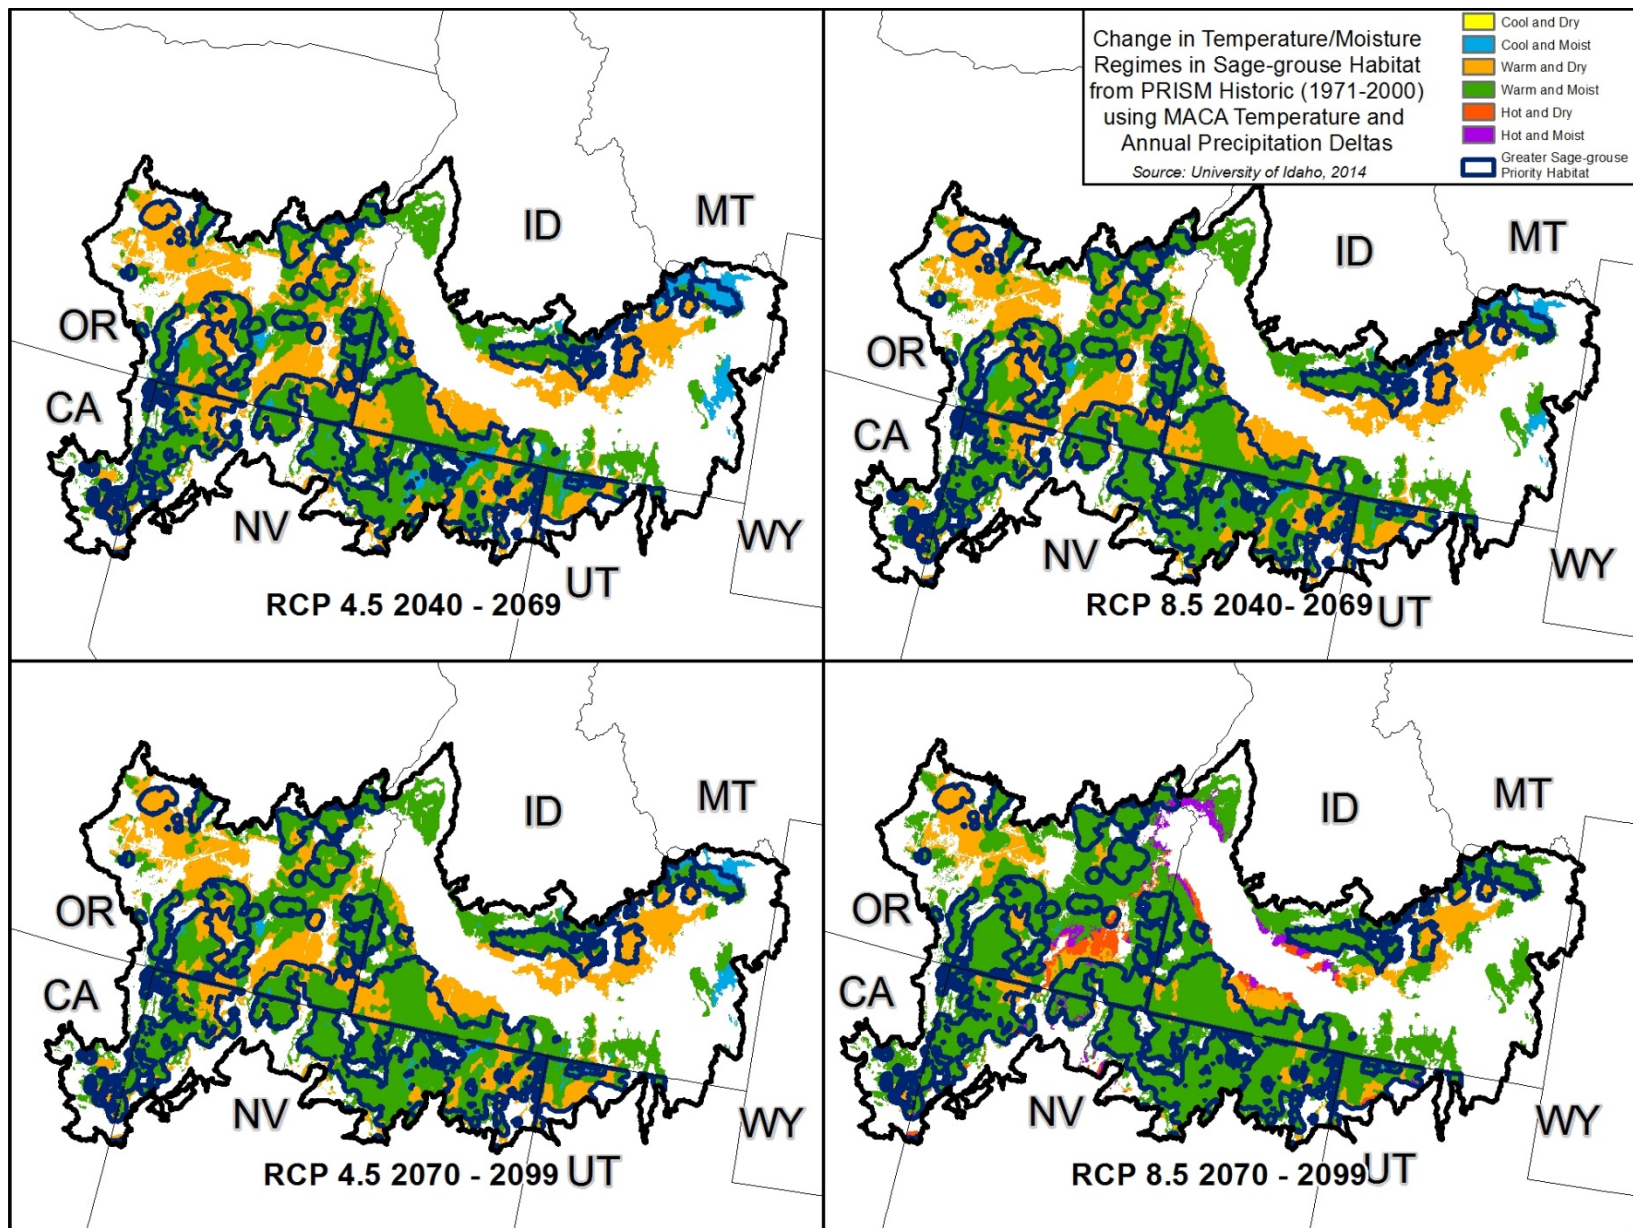 Change in Temperature/Moisture
Regimes in Sage-grouse Habitat
from PRISM Historic (1971-2000)
using MACA Temperature and
Annual Precipitation Deltas
Source: University of Idaho, 2014
Cool and Dry
Cool and Moist
Warm and Dry
Warm and Moist
Hot and Dry
Hot and Moist
Greater Sage-grouse
Priority Habitat
MT
ID
OR
CA
NV
WY
UT
RCP 4.5 2040 - 2069
MT
ID
OR
CA
NV
WY
UT
RCP 8.5 2040- 2069
MT
ID
OR
CA
NV
WY
UT
RCP 4.5 2070 - 2099
MT
ID
OR
CA
NV
WY
UT
RCP 8.5 2070 - 2099